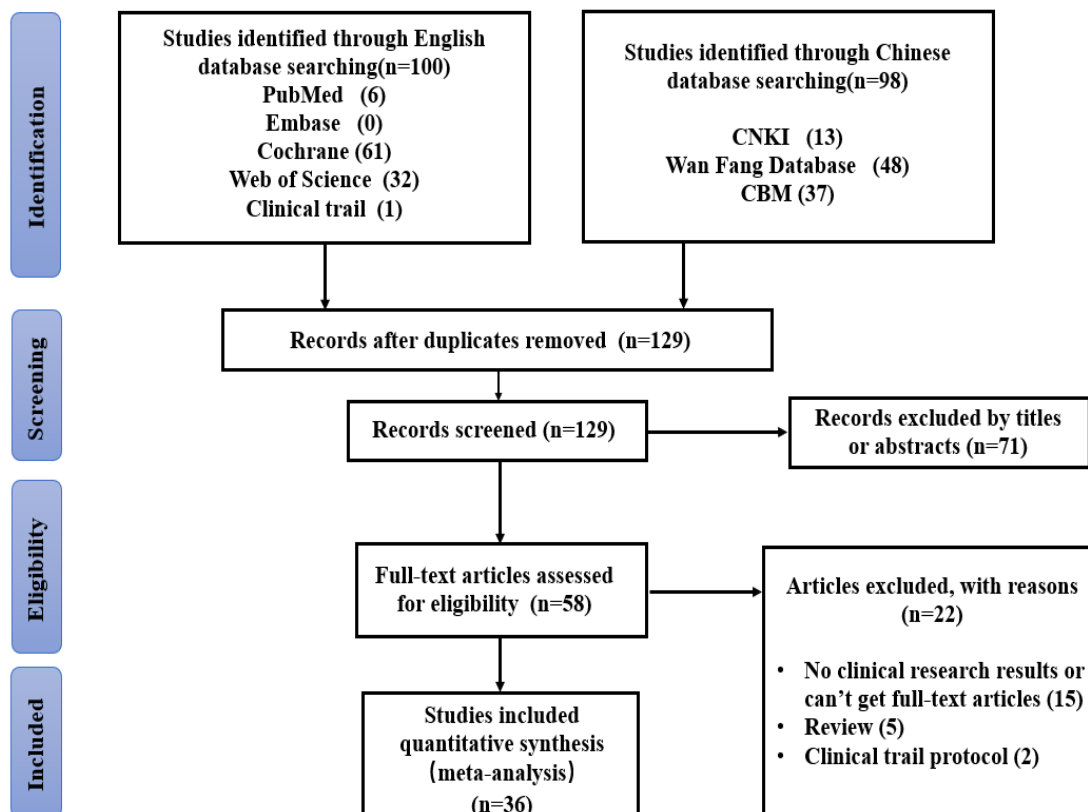 Identification
Studies identified through English
database searching(n=100)
PubMed (6)
Embase (0)
Cochrane (61)
Web of Science (32)
Clinical trail (1)
Studies identified through Chinese
database searching(n=98)
CNKI (13)
Wan Fang Database (48)
CBM (37)
Screening
Records after duplicates removed (n=129)
Records screened (n=129)
Records excluded by titles
or abstracts (n=71)
Eligibility
Full-text articles assessed
for eligibility (n=58)
Articles excluded, with reasons
(n=22)
• No clinical research results or
can’t get full-text articles (15)
• Review (5)
• Clinical trail protocol (2)
Included
Studies included
quantitative synthesis
(meta-analysis)
(n=36)